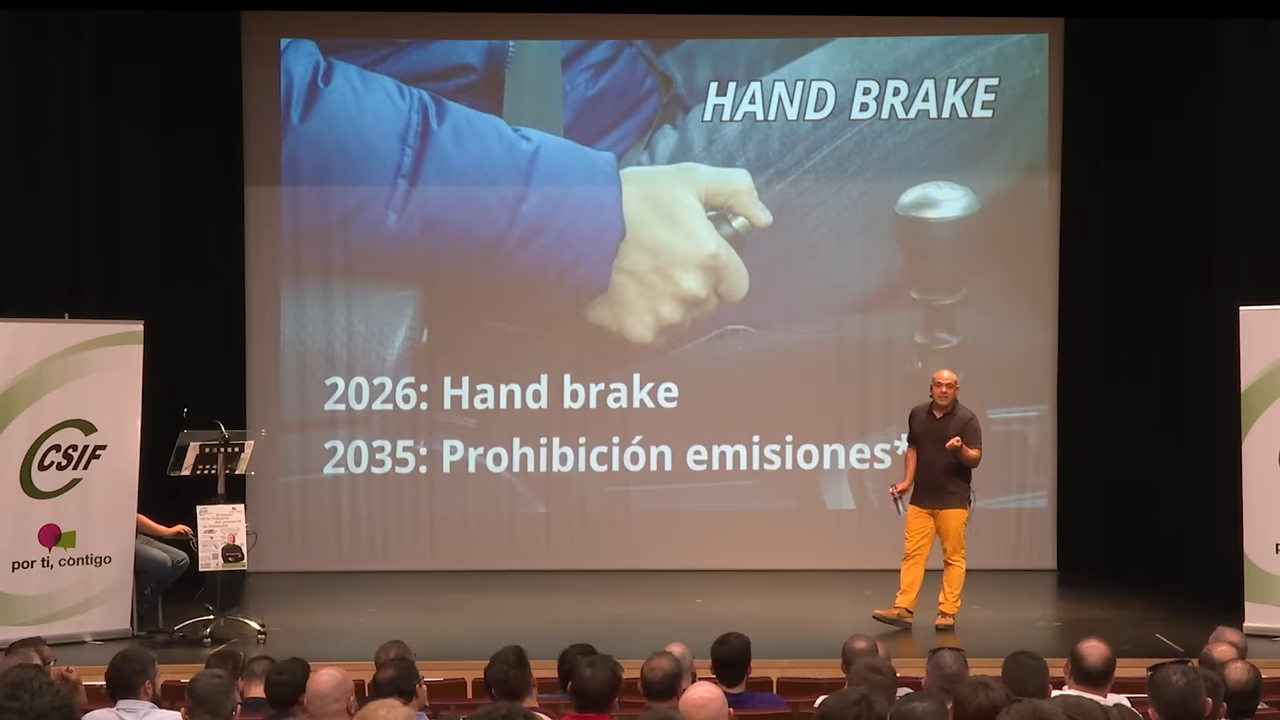 HAND BRAKE
2026: Hand brake
2035: Prohibición emisiones*
CSIF
por ti, contigo